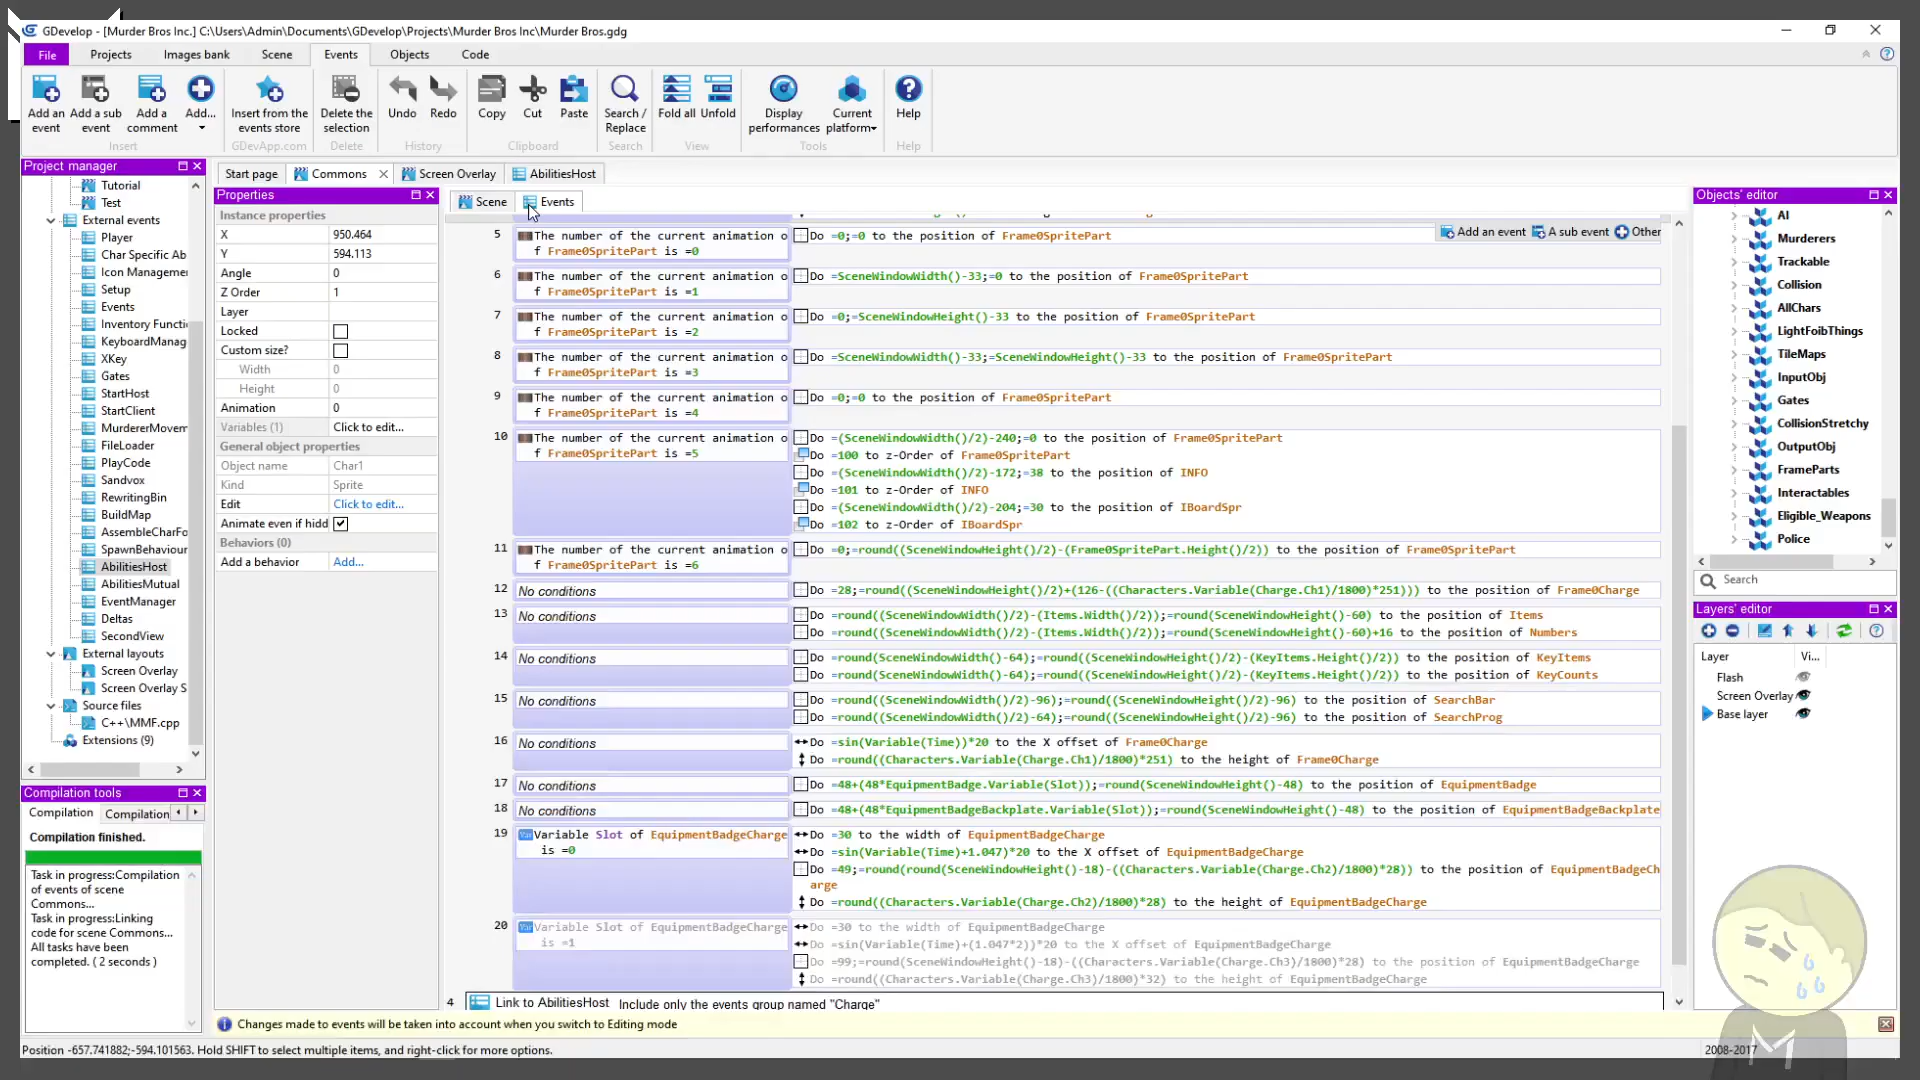 GDevelop - [Murder Bros Inc.] C:\Users\Admin\Documents\GDevelop\Projects\Murder Bros Inc\Murder Bros.gdg
File Projects Images bank Scene Events Objects Code
Add an event
Add a sub event
Add a comment
Add...
Insert
Insert from the events store
GDevApp.com
Delete the selection
Delete
Undo Redo
History
Copy Cut Paste
Clipboard
Search / Replace
Search
Fold all Unfold
View
Display performances
Current platform
Tools
Help
Help
Project manager
Tutorial
Test
External events
Player
Char Specific Ab
Icon Manageme
Setup
Events
Inventory Functi
KeyboardManag
XKey
Gates
StartHost
StartClient
MurdererMovem
FileLoader
PlayCode
Sandvox
RewritingBin
BuildMap
AssembleCharFo
SpawnBehaviour
AbilitiesHost
AbilitiesMutual
EventManager
Deltas
SecondView
External layouts
Screen Overlay
Screen Overlay S
Source files
C++\MMF.cpp
Extensions (9)
Compilation tools
Compilation Compilation
Compilation finished.
Task in progress:Compilation
of events of scene
Commons...
Task in progress:Linking
code for scene Commons...
All tasks have been
completed. ( 2 seconds )
Start page Commons Screen Overlay AbilitiesHost
Properties
Instance properties
X 950.464
Y 594.113
Angle 0
Z Order 1
Layer
Locked
Custom size?
Width 0
Height 0
Animation 0
Variables (1) Click to edit...
General object properties
Object name Char1
Kind Sprite
Edit Click to edit...
Animate even if hidd
Behaviors (0)
Add a behavior Add...
Scene Events
Add an event A sub event Other
5 The number of the current animation o
f Frame0SpritePart is =0
Do =0;=0 to the position of Frame0SpritePart
6 The number of the current animation o
f Frame0SpritePart is =1
Do =SceneWindowWidth()-33;=0 to the position of Frame0SpritePart
7 The number of the current animation o
f Frame0SpritePart is =2
Do =0;=SceneWindowHeight()-33 to the position of Frame0SpritePart
8 The number of the current animation o
f Frame0SpritePart is =3
Do =SceneWindowWidth()-33;=SceneWindowHeight()-33 to the position of Frame0SpritePart
9 The number of the current animation o
f Frame0SpritePart is =4
Do =0;=0 to the position of Frame0SpritePart
10 The number of the current animation o
f Frame0SpritePart is =5
Do =(SceneWindowWidth()/2)-240;=0 to the position of Frame0SpritePart
Do =100 to z-Order of Frame0SpritePart
Do =(SceneWindowWidth()/2)-172;=38 to the position of INFO
Do =101 to z-Order of INFO
Do =(SceneWindowWidth()/2)-204;=30 to the position of IBoardSpr
Do =102 to z-Order of IBoardSpr
11 The number of the current animation o
f Frame0SpritePart is =6
Do =0;=round((SceneWindowHeight()/2)-(Frame0SpritePart.Height()/2)) to the position of Frame0SpritePart
12 No conditions
Do =28;=round((SceneWindowHeight()/2)+(126-((Characters.Variable(Charge.Ch1)/1800)*251))) to the position of Frame0Charge
13 No conditions
Do =round((SceneWindowWidth()/2)-(Items.Width()/2));=round(SceneWindowHeight()-60) to the position of Items
Do =round((SceneWindowWidth()/2)-(Items.Width()/2));=round(SceneWindowHeight()-60)+16 to the position of Numbers
14 No conditions
Do =round(SceneWindowWidth()-64);=round((SceneWindowHeight()/2)-(KeyItems.Height()/2)) to the position of KeyItems
Do =round(SceneWindowWidth()-64);=round((SceneWindowHeight()/2)-(KeyItems.Height()/2)) to the position of KeyCounts
15 No conditions
Do =round((SceneWindowWidth()/2)-96);=round((SceneWindowHeight()/2)-96) to the position of SearchBar
Do =round((SceneWindowWidth()/2)-64);=round((SceneWindowHeight()/2)-96) to the position of SearchProg
16 No conditions
Do =sin(Variable(Time))*20 to the X offset of Frame0Charge
Do =round((Characters.Variable(Charge.Ch1)/1800)*251) to the height of Frame0Charge
17 No conditions
Do =48+(48*EquipmentBadge.Variable(Slot));=round(SceneWindowHeight()-48) to the position of EquipmentBadge
18 No conditions
Do =48+(48*EquipmentBadgeBackplate.Variable(Slot));=round(SceneWindowHeight()-48) to the position of EquipmentBadgeBackplate
19 Variable Slot of EquipmentBadgeCharge
is =0
Do =30 to the width of EquipmentBadgeCharge
Do =sin(Variable(Time)+1.047)*20 to the X offset of EquipmentBadgeCharge
Do =49;=round(round(SceneWindowHeight()-18)-((Characters.Variable(Charge.Ch2)/1800)*28)) to the position of EquipmentBadgeCh
arge
Do =round((Characters.Variable(Charge.Ch2)/1800)*28) to the height of EquipmentBadgeCharge
20 Variable Slot of EquipmentBadgeCharge
is =1
Do =30 to the width of EquipmentBadgeCharge
Do =sin(Variable(Time)+(1.047*2))*20 to the X offset of EquipmentBadgeCharge
Do =99;=round(SceneWindowHeight()-18)-((Characters.Variable(Charge.Ch3)/1800)*28) to the position of EquipmentBadgeCharge
Do =round((Characters.Variable(Charge.Ch3)/1800)*32) to the height of EquipmentBadgeCharge
4 Link to AbilitiesHost Include only the events group named "Charge"
Changes made to events will be taken into account when you switch to Editing mode
Objects' editor
AI
Murderers
Trackable
Collision
AllChars
LightFoibThings
TileMaps
InputObj
Gates
CollisionStretchy
OutputObj
FrameParts
Interactables
Eligible_Weapons
Police
Search
Layers' editor
Layer Vi...
Flash
Screen Overlay
Base layer
Position -657.741882;-594.101563. Hold SHIFT to select multiple items, and right-click for more options.
2008-2017